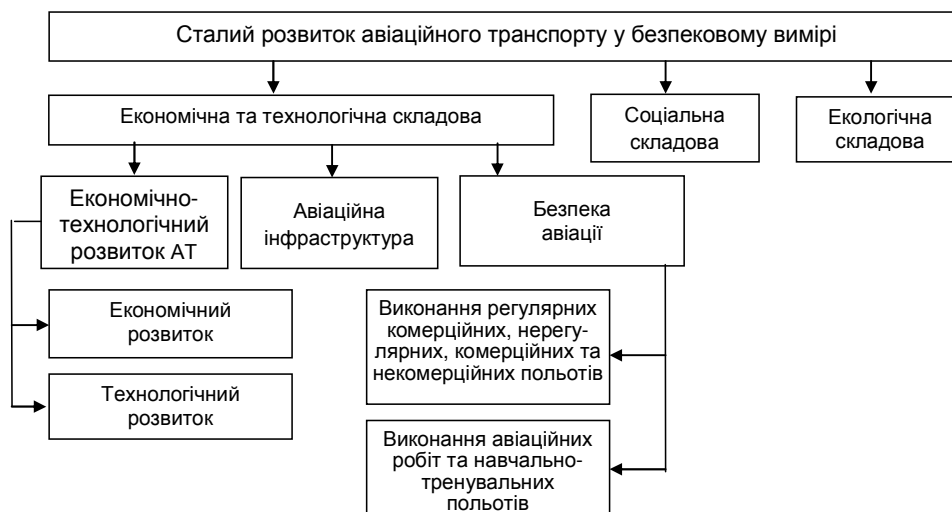 Сталий розвиток авіаційного транспорту у безпековому вимірі
Економічна та технологічна складова
Соціальна
складова
Екологічна
складова
Економічно-
технологічний
розвиток АТ
Авіаційна
інфраструктура
Безпека
авіації
Економічний
розвиток
Технологічний
розвиток
Виконання регулярних
комерційних, нерегу-
лярних, комерційних та
некомерційних польотів
Виконання авіаційних
робіт та навчально-
тренувальних
польотів